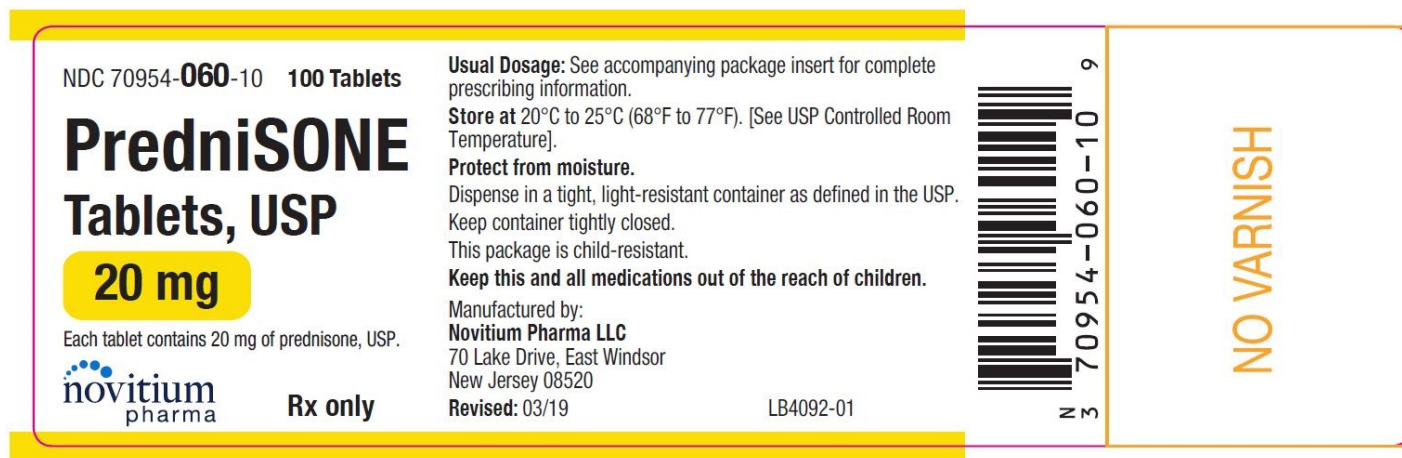 NDC 70954-060-10 100 Tablets
PredniSONE
Tablets, USP
20 mg
Each tablet contains 20 mg of prednisone, USP.
novitium
pharma
Rx only
Usual Dosage: See accompanying package insert for complete
prescribing information.
Store at 20°C to 25°C (68°F to 77°F). [See USP Controlled Room
Temperature].
Protect from moisture.
Dispense in a tight, light-resistant container as defined in the USP.
Keep container tightly closed.
This package is child-resistant.
Keep this and all medications out of the reach of children.
Manufactured by:
Novitium Pharma LLC
70 Lake Drive, East Windsor
New Jersey 08520
Revised: 03/19 LB4092-01
N
3 70954-060-10 9
NO VARNISH